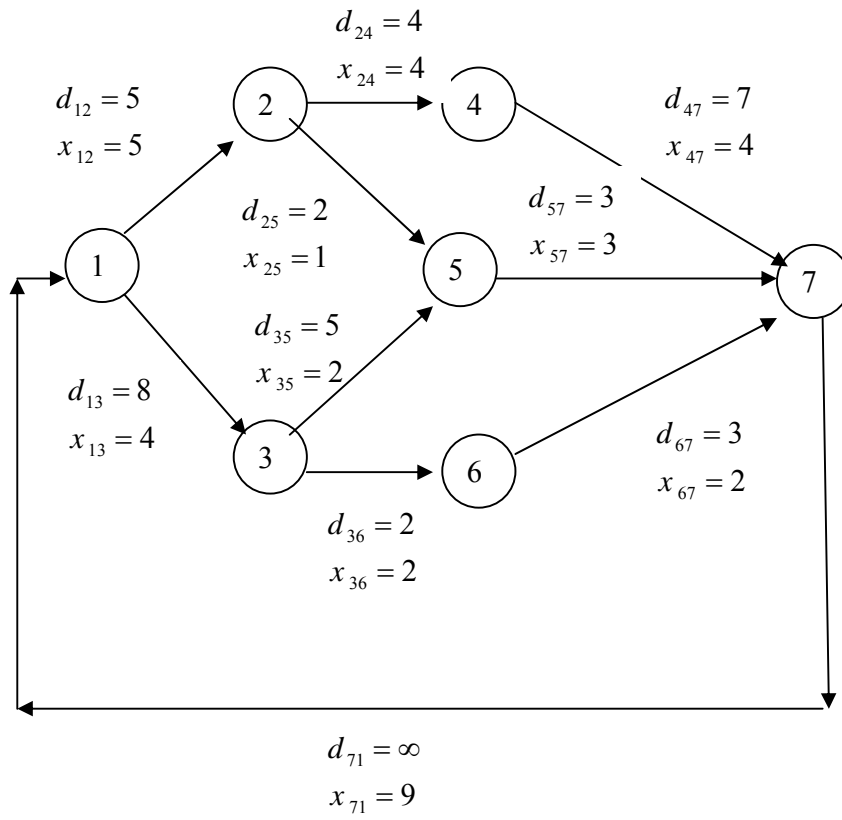 d₂₄ = 4
x₂₄ = 4
d₁₂ = 5
x₁₂ = 5
2
4
d₄₇ = 7
x₄₇ = 4
d₂₅ = 2
x₂₅ = 1
d₅₇ = 3
x₅₇ = 3
1
5
7
d₃₅ = 5
x₃₅ = 2
d₁₃ = 8
x₁₃ = 4
3
6
d₆₇ = 3
x₆₇ = 2
d₃₆ = 2
x₃₆ = 2
d₇₁ = ∞
x₇₁ = 9